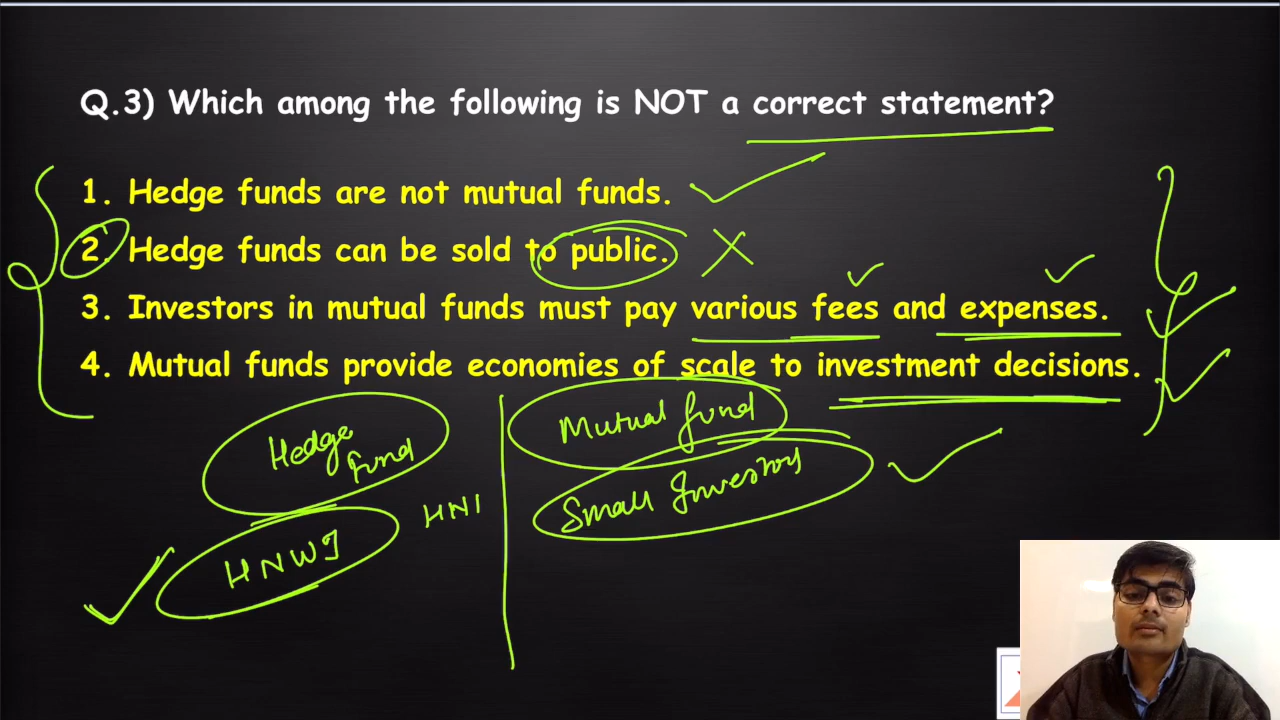 Q.3) Which among the following is NOT a correct statement?
1. Hedge funds are not mutual funds.
2. Hedge funds can be sold to public.
3. Investors in mutual funds must pay various fees and expenses.
4. Mutual funds provide economies of scale to investment decisions.
Hedge
Fund
HNWI
HNI
Mutual fund
Small Investors